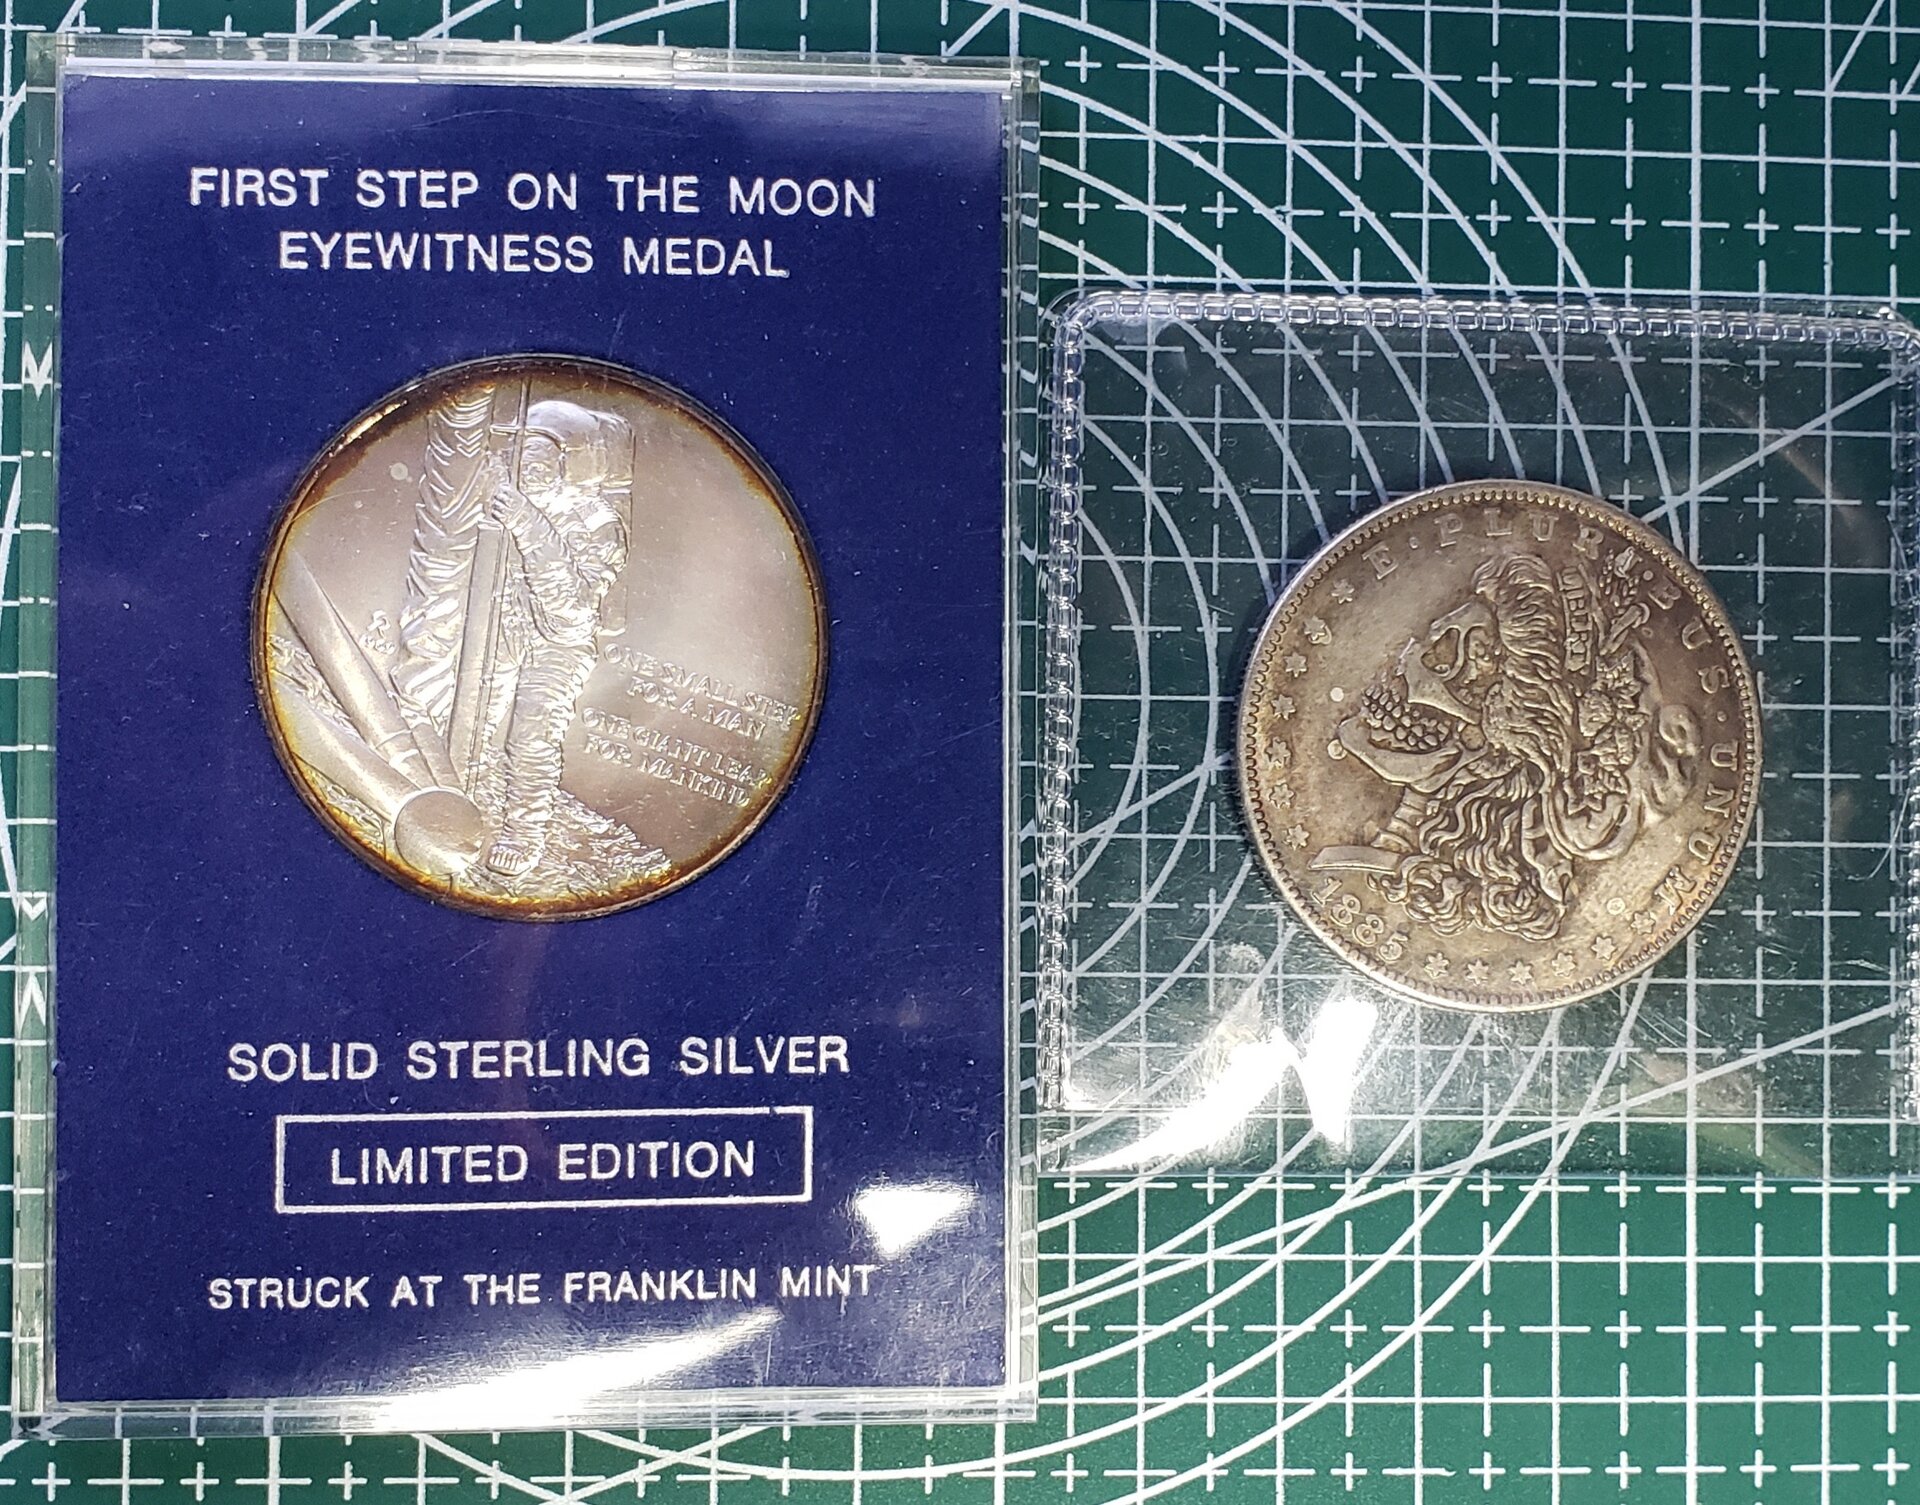 FIRST STEP ON THE MOON
EYEWITNESS MEDAL
ONE SMALL STEP
FOR A MAN
ONE GIANT LEAP
FOR MANKIND
SOLID STERLING SILVER
LIMITED EDITION
STRUCK AT THE FRANKLIN MINT
E·PLURIBUS·UNUM
LIBERTY
1885